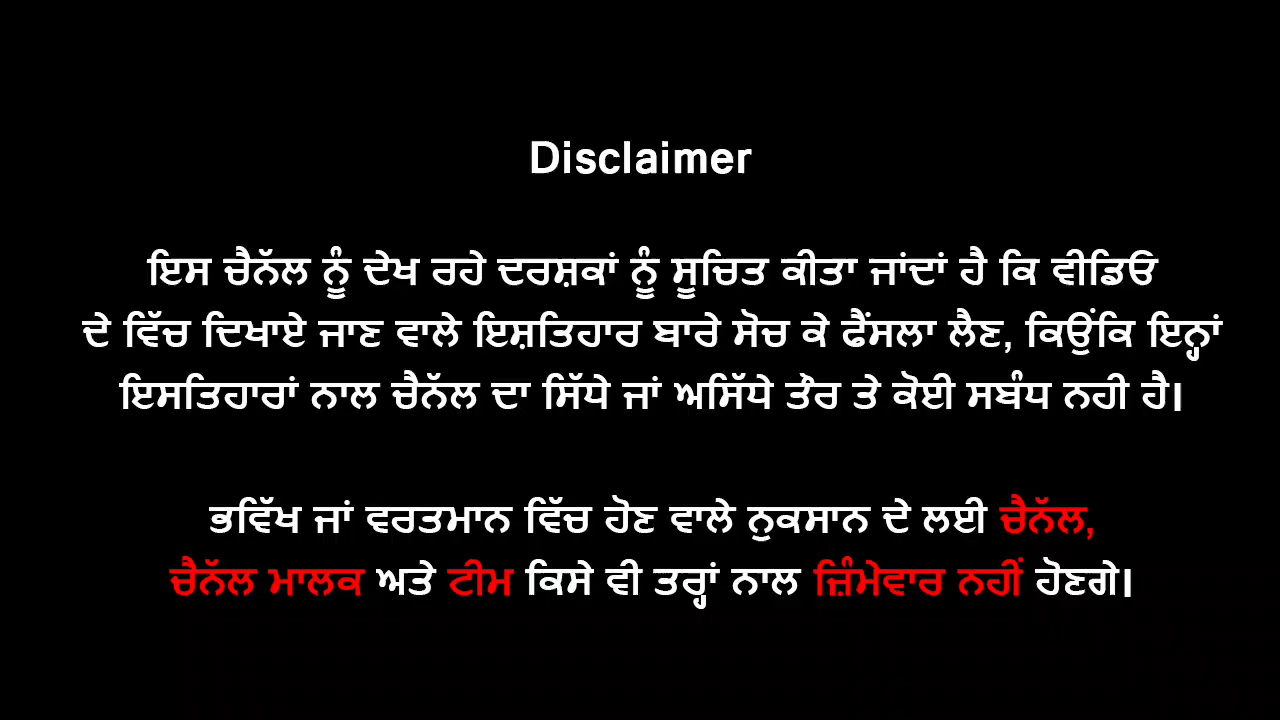 Disclaimer
ਇਸ ਚੈਨੱਲ ਨੂੰ ਦੇਖ ਰਹੇ ਦਰਸ਼ਕਾਂ ਨੂੰ ਸੂਚਿਤ ਕੀਤਾ ਜਾਂਦਾਂ ਹੈ ਕਿ ਵੀਡਿਓ
ਦੇ ਵਿੱਚ ਦਿਖਾਏ ਜਾਣ ਵਾਲੇ ਇਸ਼ਤਿਹਾਰ ਬਾਰੇ ਸੋਚ ਕੇ ਫੈਂਸਲਾ ਲੈਣ, ਕਿਉਂਕਿ ਇਨ੍ਹਾਂ
ਇਸਤਿਹਾਰਾਂ ਨਾਲ ਚੈਨੱਲ ਦਾ ਸਿੱਧੇ ਜਾਂ ਅਸਿੱਧੇ ਤੌਰ ਤੇ ਕੋਈ ਸਬੰਧ ਨਹੀ ਹੈ।
ਭਵਿੱਖ ਜਾਂ ਵਰਤਮਾਨ ਵਿੱਚ ਹੋਣ ਵਾਲੇ ਨੁਕਸਾਨ ਦੇ ਲਈ ਚੈਨੱਲ,
ਚੈਨੱਲ ਮਾਲਕ ਅਤੇ ਟੀਮ ਕਿਸੇ ਵੀ ਤਰ੍ਹਾਂ ਨਾਲ ਜ਼ਿੰਮੇਵਾਰ ਨਹੀਂ ਹੋਣਗੇ।